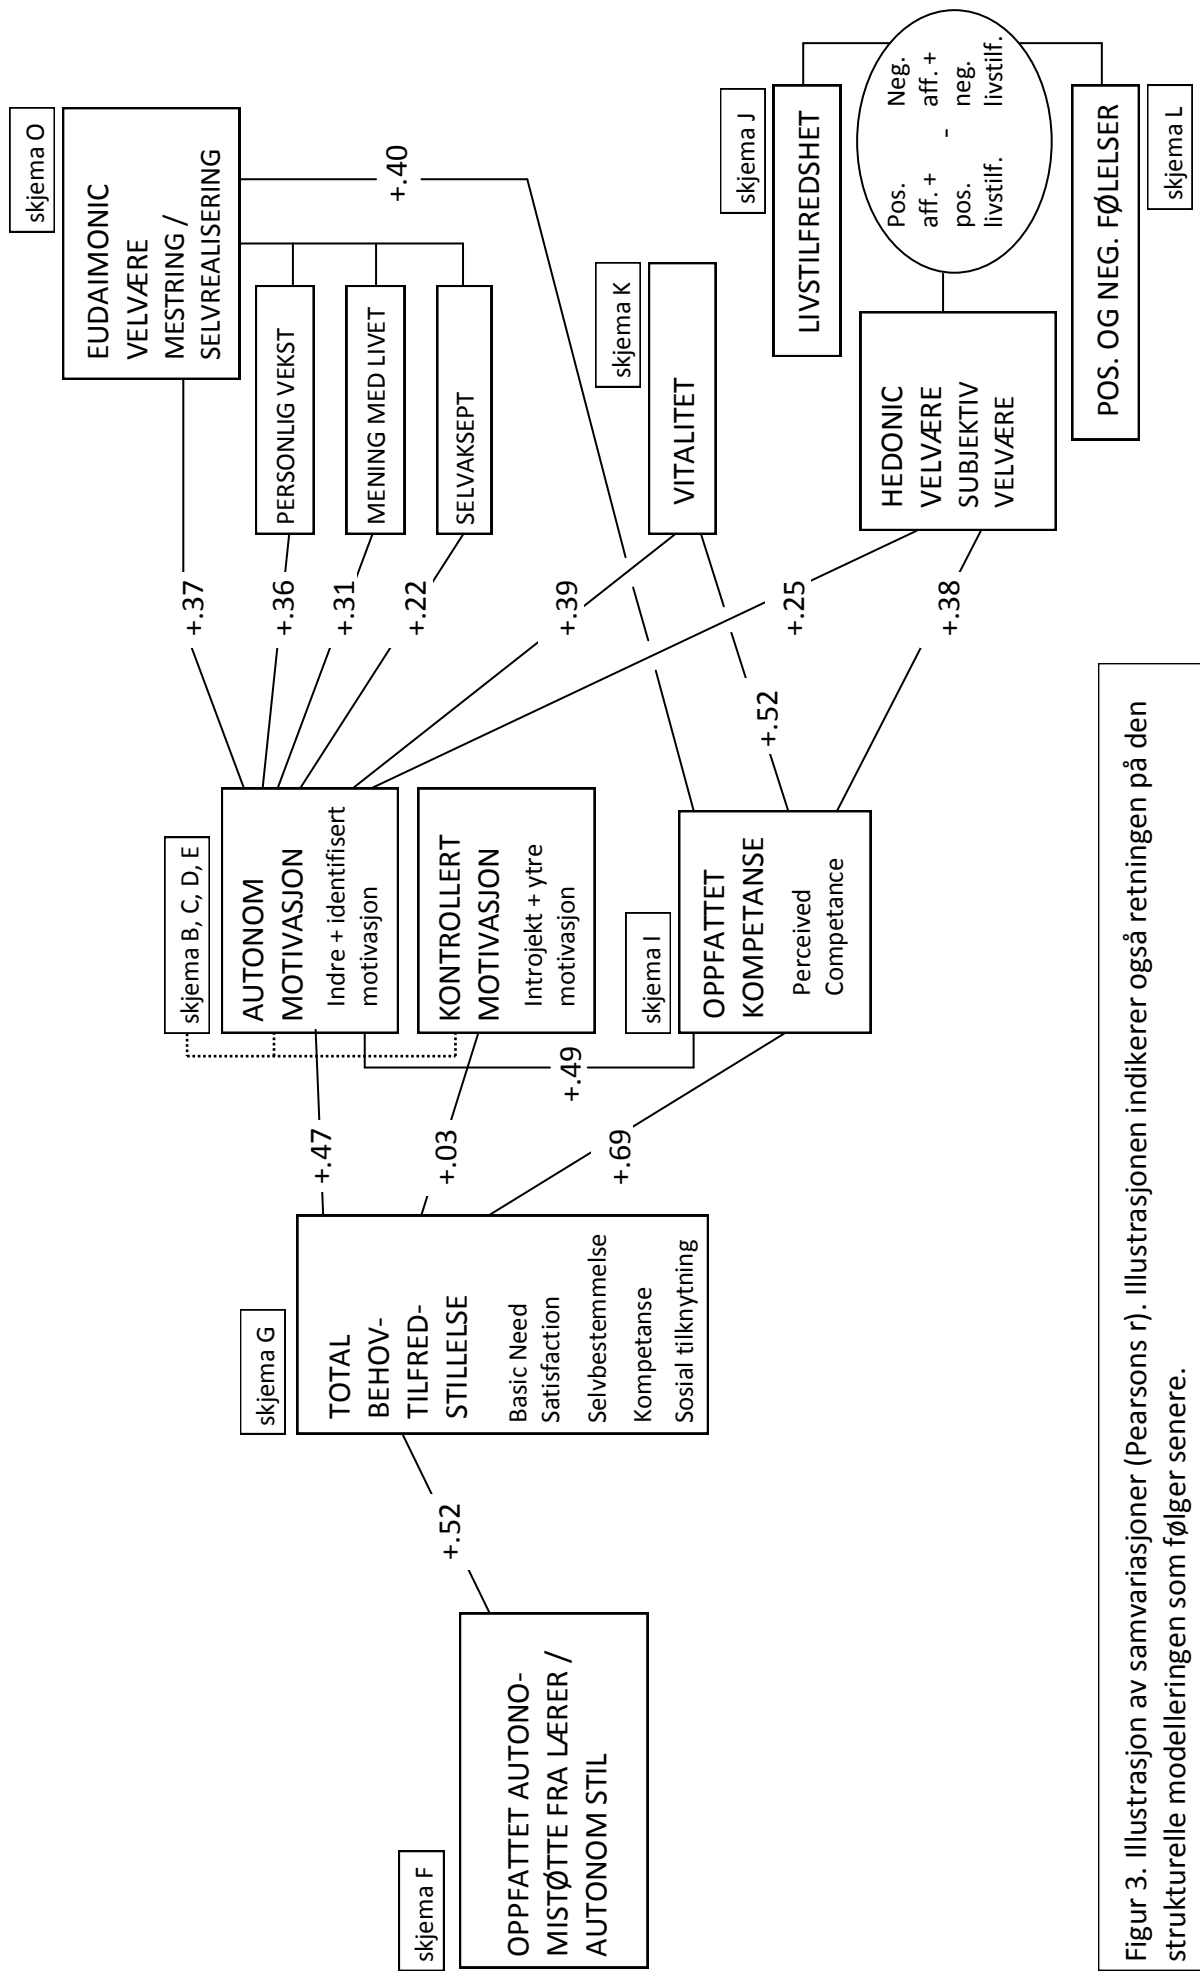 skjema F
OPPFATTET AUTONO-
MISTØTTE FRA LÆRER /
AUTONOM STIL
+.52
skjema G
TOTAL
BEHOV-
TILFRED-
STILLELSE
Basic Need
Satisfaction
Selvbestemmelse
Kompetanse
Sosial tilknytning
+.47
+.03
+.69
+.49
skjema B, C, D, E
AUTONOM
MOTIVASJON
Indre + identifisert
motivasjon
KONTROLLERT
MOTIVASJON
Introjekt + ytre
motivasjon
skjema I
OPPFATTET
KOMPETANSE
Perceived
Competance
+.37
+.36
+.31
+.22
+.39
+.25
+.52
+.38
+.40
skjema O
EUDAIMONIC
VELVÆRE
MESTRING /
SELVREALISERING
PERSONLIG VEKST
MENING MED LIVET
SELVAKSEPT
skjema K
VITALITET
HEDONIC
VELVÆRE
SUBJEKTIV
VELVÆRE
skjema J
LIVSTILFREDSHET
Pos. Neg.
aff. + aff. +
-
pos. neg.
livstilf. livstilf.
POS. OG NEG. FØLELSER
skjema L
Figur 3. Illustrasjon av samvariasjoner (Pearsons r). Illustrasjonen indikerer også retningen på den
strukturelle modelleringen som følger senere.